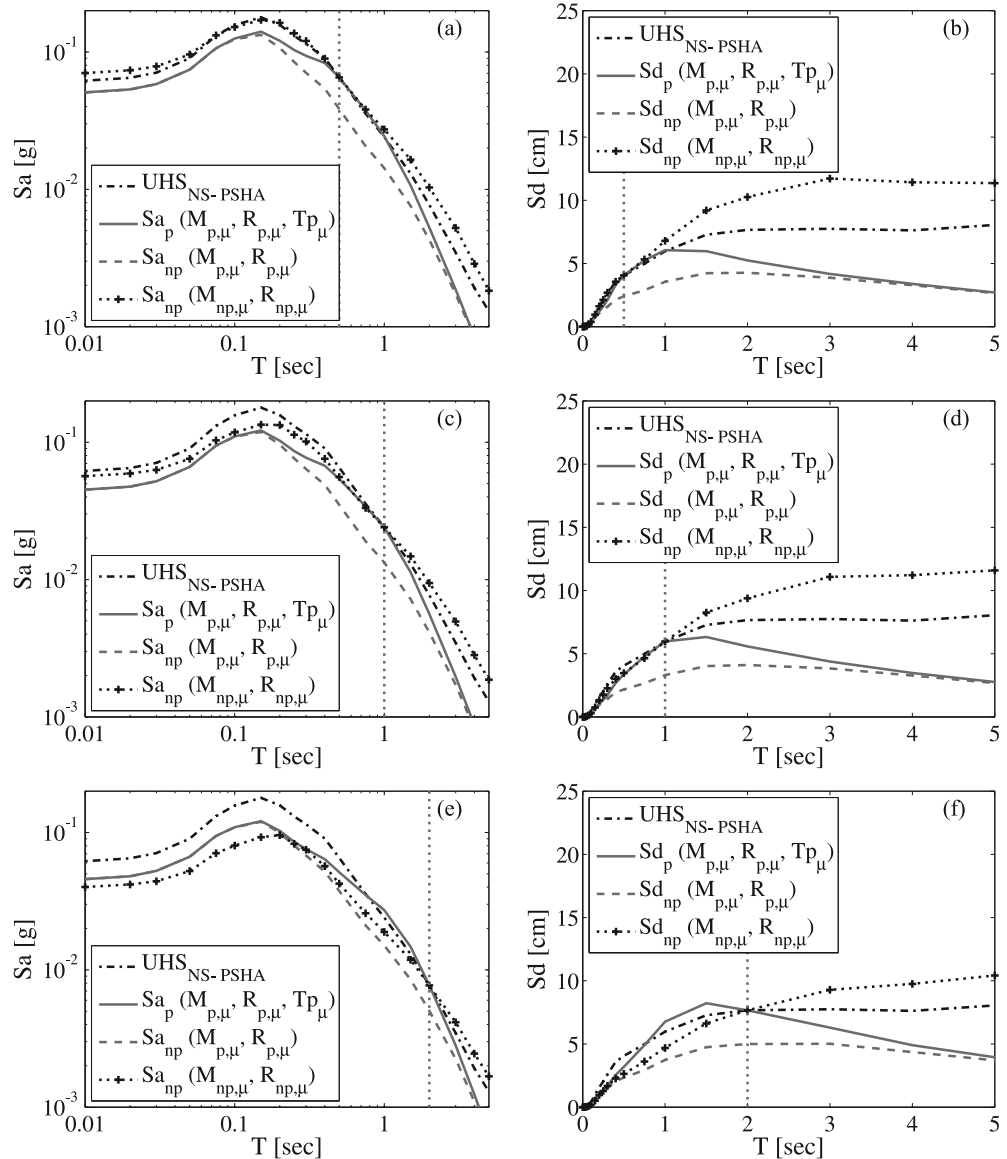 (a)
Sa [g]
10^-1
10^-2
10^-3
UHS_NS-PSHA
Sa_p (M_p,μ, R_p,μ, Tp_μ)
Sa_np (M_p,μ, R_p,μ)
Sa_np (M_np,μ, R_np,μ)
0.01 0.1 1
T [sec]
(b)
Sd [cm]
25
20
15
10
5
0
UHS_NS-PSHA
Sd_p (M_p,μ, R_p,μ, Tp_μ)
Sd_np (M_p,μ, R_p,μ)
Sd_np (M_np,μ, R_np,μ)
0 1 2 3 4 5
T [sec]
(c)
Sa [g]
10^-1
10^-2
10^-3
UHS_NS-PSHA
Sa_p (M_p,μ, R_p,μ, Tp_μ)
Sa_np (M_p,μ, R_p,μ)
Sa_np (M_np,μ, R_np,μ)
0.01 0.1 1
T [sec]
(d)
Sd [cm]
25
20
15
10
5
0
UHS_NS-PSHA
Sd_p (M_p,μ, R_p,μ, Tp_μ)
Sd_np (M_p,μ, R_p,μ)
Sd_np (M_np,μ, R_np,μ)
0 1 2 3 4 5
T [sec]
(e)
Sa [g]
10^-1
10^-2
10^-3
UHS_NS-PSHA
Sa_p (M_p,μ, R_p,μ, Tp_μ)
Sa_np (M_p,μ, R_p,μ)
Sa_np (M_np,μ, R_np,μ)
0.01 0.1 1
T [sec]
(f)
Sd [cm]
25
20
15
10
5
0
UHS_NS-PSHA
Sd_p (M_p,μ, R_p,μ, Tp_μ)
Sd_np (M_p,μ, R_p,μ)
Sd_np (M_np,μ, R_np,μ)
0 1 2 3 4 5
T [sec]